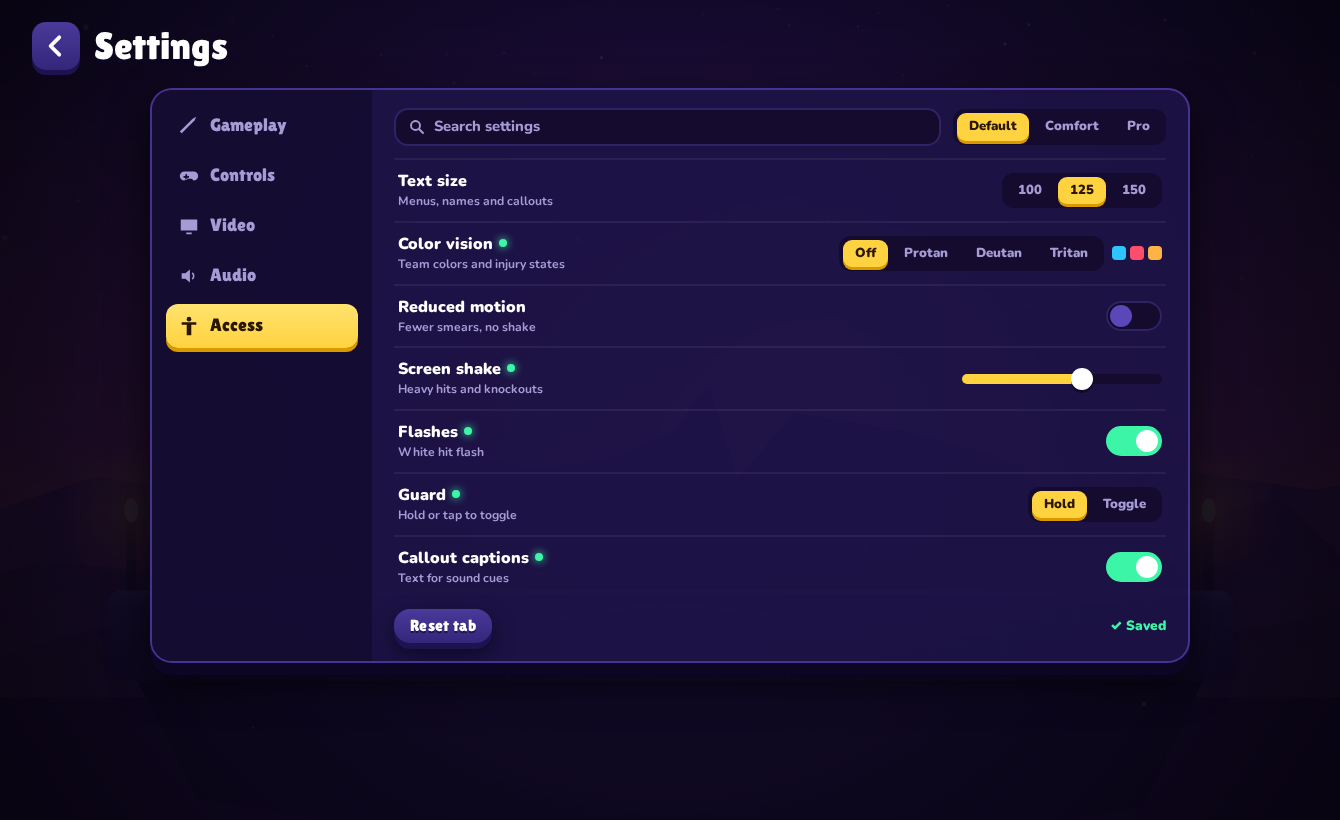 Settings
Gameplay
Controls
Video
Audio
Access
Search settings
Default Comfort Pro
Text size
Menus, names and callouts
100 125 150
Color vision
Team colors and injury states
Off Protan Deutan Tritan
Reduced motion
Fewer smears, no shake
Screen shake
Heavy hits and knockouts
Flashes
White hit flash
Guard
Hold or tap to toggle
Hold Toggle
Callout captions
Text for sound cues
Reset tab
Saved